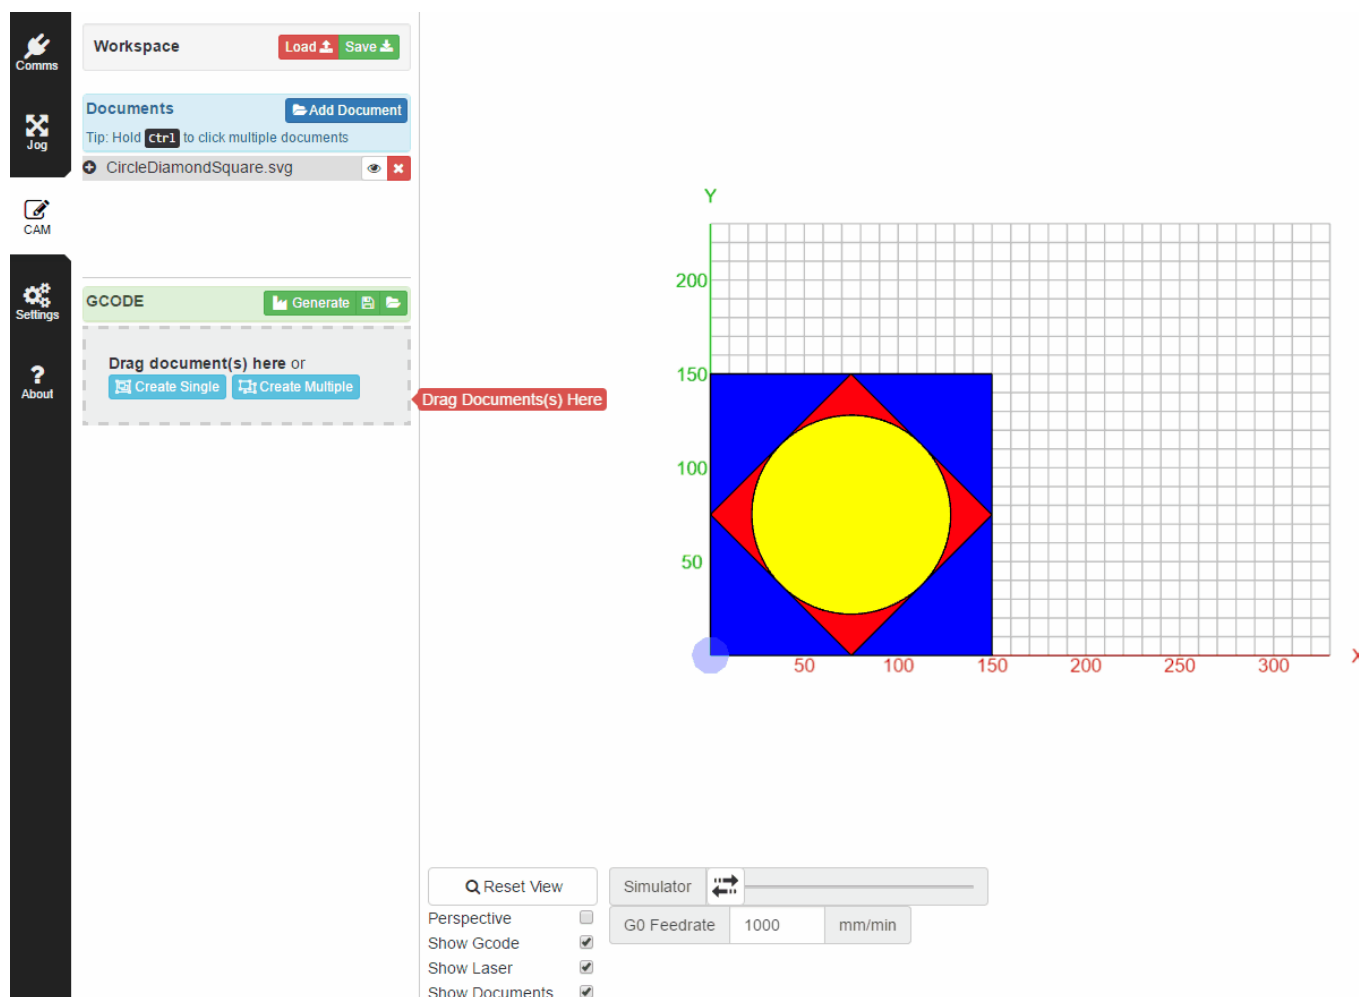 Comms
Jog
CAM
Settings
?
About
Workspace
Load Save
Documents
Add Document
Tip: Hold Ctrl to click multiple documents
CircleDiamondSquare.svg
GCODE
Generate
Drag document(s) here or
Create Single Create Multiple
Drag Documents(s) Here
Y
200
150
100
50
50 100 150 200 250 300
X
Reset View
Perspective
Show Gcode
Show Laser
Show Documents
Simulator
G0 Feedrate 1000 mm/min